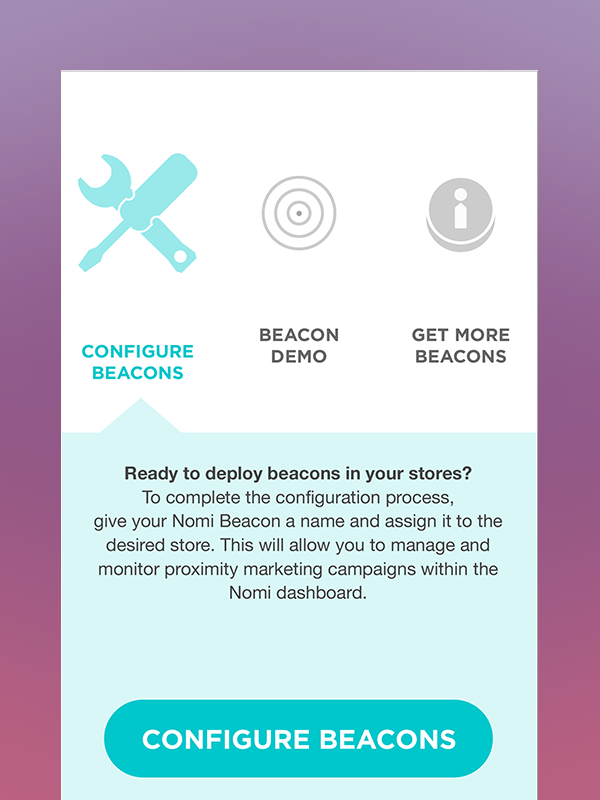 CONFIGURE
BEACONS
BEACON
DEMO
GET MORE
BEACONS
Ready to deploy beacons in your stores?
To complete the configuration process,
give your Nomi Beacon a name and assign it to the
desired store. This will allow you to manage and
monitor proximity marketing campaigns within the
Nomi dashboard.
CONFIGURE BEACONS